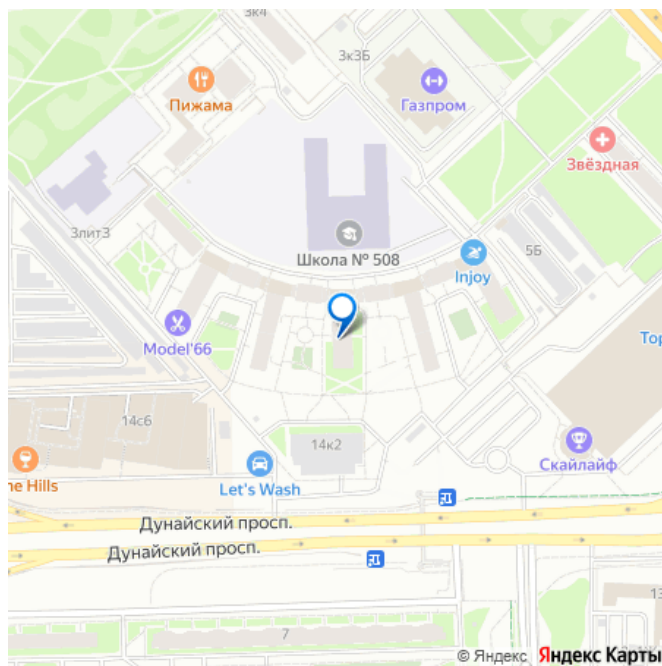 3к4
3к3Б
Пижама
Газпром
Звёздная
3лит3
Школа № 508
5Б
Injoy
Model'66
Тор
14с6
14к2
ne Hills
Let's Wash
Скайлайф
Дунайский просп.
Дунайский просп.
7
13
© Яндекс Яндекс Карты